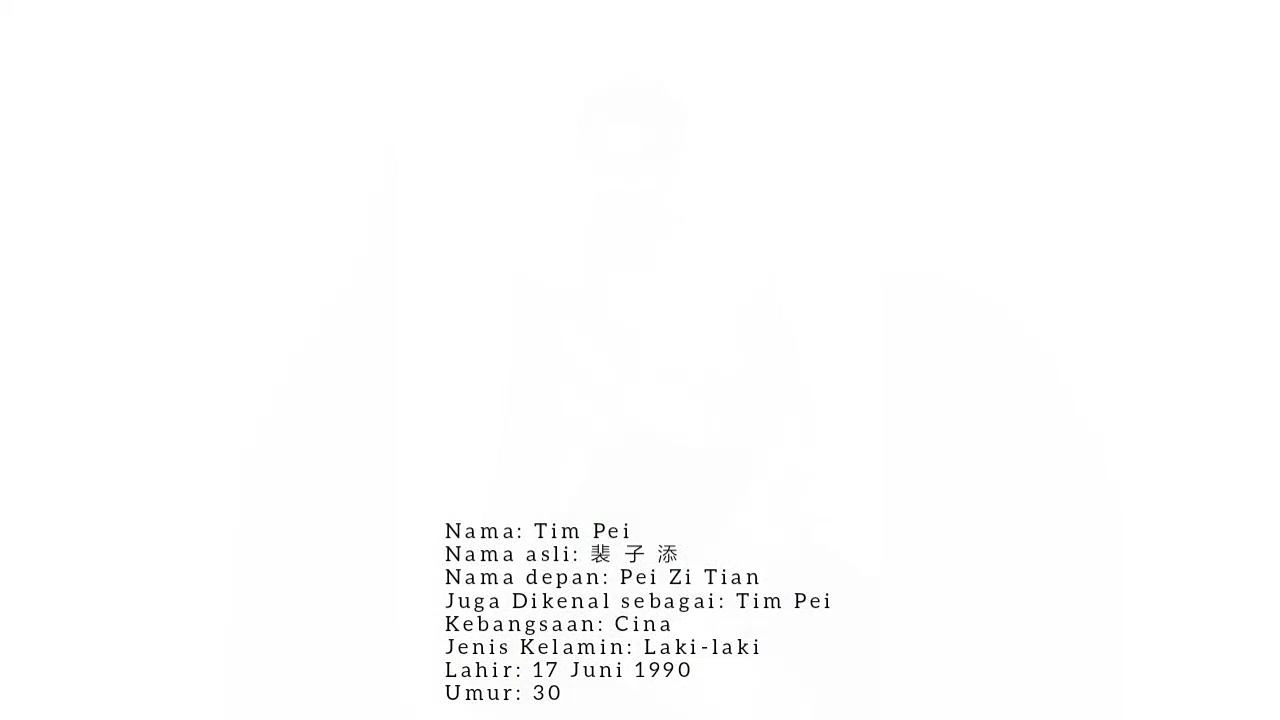 Nama: Tim Pei
Nama asli: 裴 子 添
Nama depan: Pei Zi Tian
Juga Dikenal sebagai: Tim Pei
Kebangsaan: Cina
Jenis Kelamin: Laki-laki
Lahir: 17 Juni 1990
Umur: 30